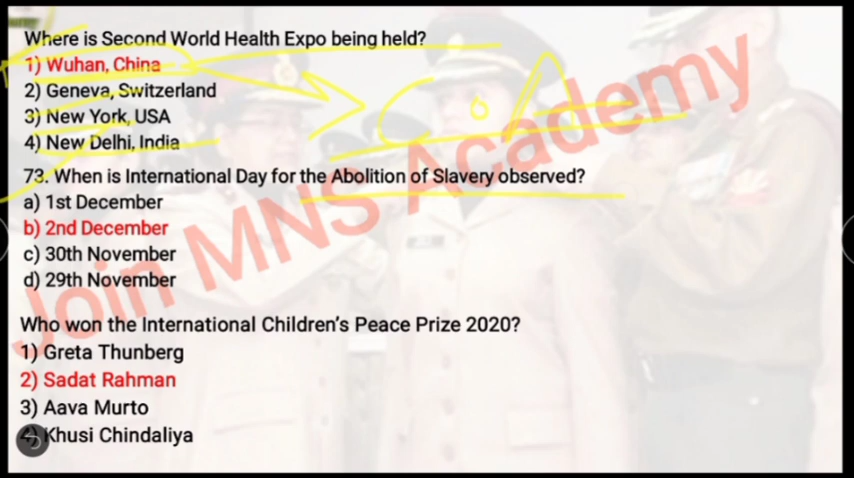 Where is Second World Health Expo being held?
1) Wuhan, China
2) Geneva, Switzerland
3) New York, USA
4) New Delhi, India
73. When is International Day for the Abolition of Slavery observed?
a) 1st December
b) 2nd December
c) 30th November
d) 29th November
Who won the International Children's Peace Prize 2020?
1) Greta Thunberg
2) Sadat Rahman
3) Aava Murto
4) Khusi Chindaliya
Join MNS Academy